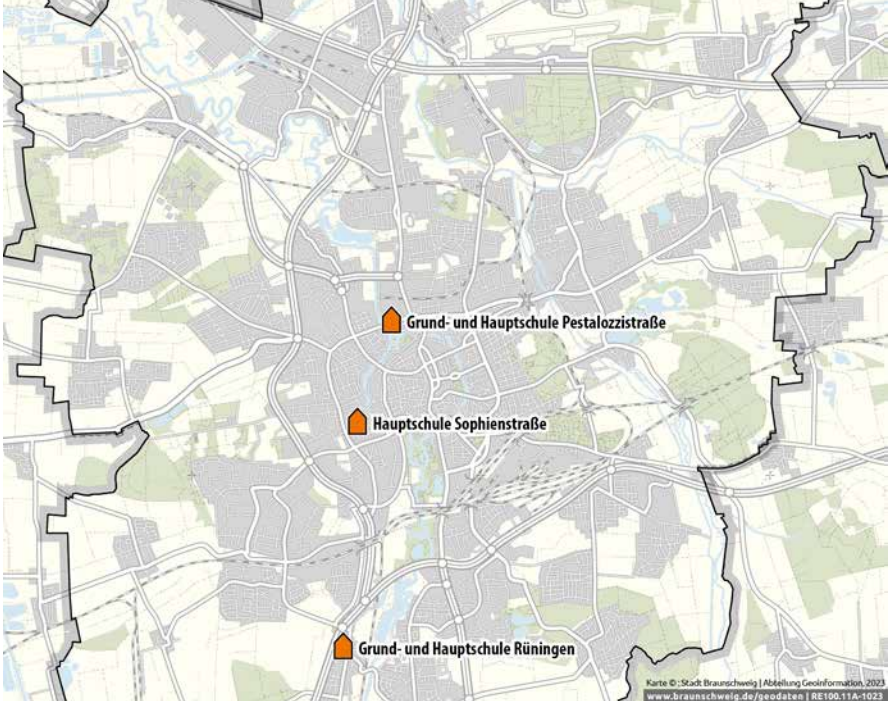 Grund- und Hauptschule Pestalozzistraße
Hauptschule Sophienstraße
Grund- und Hauptschule Rüningen
Karte © : Stadt Braunschweig | Abteilung Geoinformation, 2023
www.braunschweig.de/geodaten | RE100.11A-1023